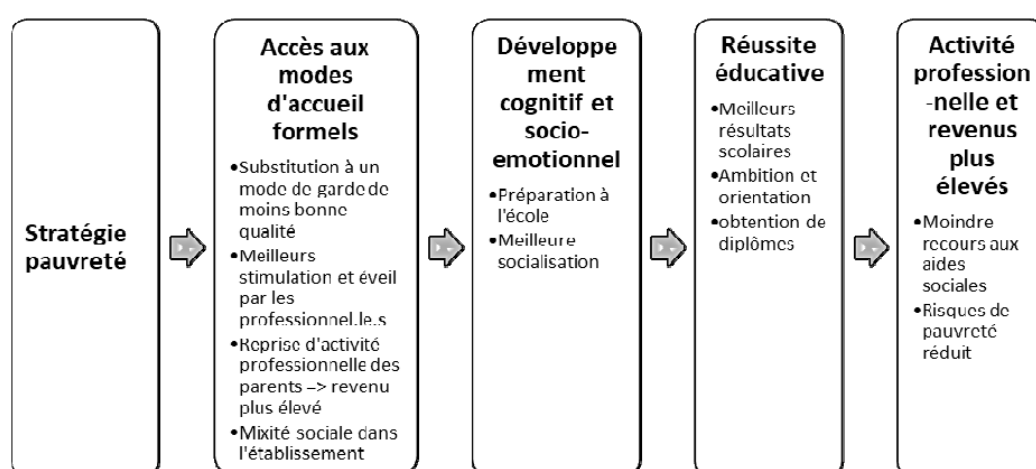 Stratégie
pauvreté
Accès aux
modes
d'accueil
formels
•Substitution à un
mode de garde de
moins bonne
qualité
•Meilleurs
stimulation et éveil
par les
professionnel.le.s
•Reprise d'activité
professionnelle des
parents –> revenu
plus élevé
•Mixité sociale dans
l'établissement
Développe
ment
cognitif et
socio-
emotionnel
•Préparation à
l'école
•Meilleure
socialisation
Réussite
éducative
•Meilleurs
résultats
scolaires
•Ambition et
orientation
•obtention de
diplômes
Activité
profession
-nelle et
revenus
plus
élevés
•Moindre
recours aux
aides
sociales
•Risques de
pauvreté
réduit